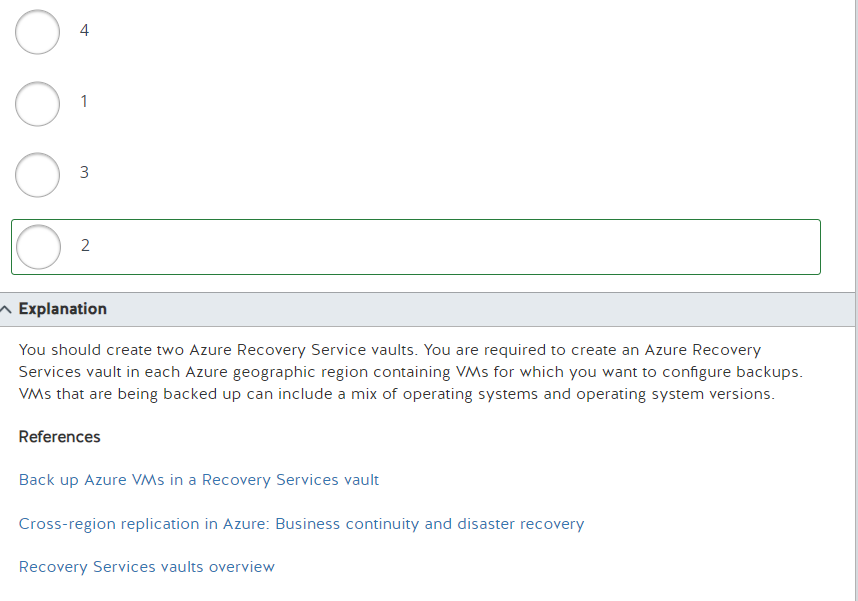 4
1
3
2
Explanation
You should create two Azure Recovery Service vaults. You are required to create an Azure Recovery
Services vault in each Azure geographic region containing VMs for which you want to configure backups.
VMs that are being backed up can include a mix of operating systems and operating system versions.
References
Back up Azure VMs in a Recovery Services vault
Cross-region replication in Azure: Business continuity and disaster recovery
Recovery Services vaults overview